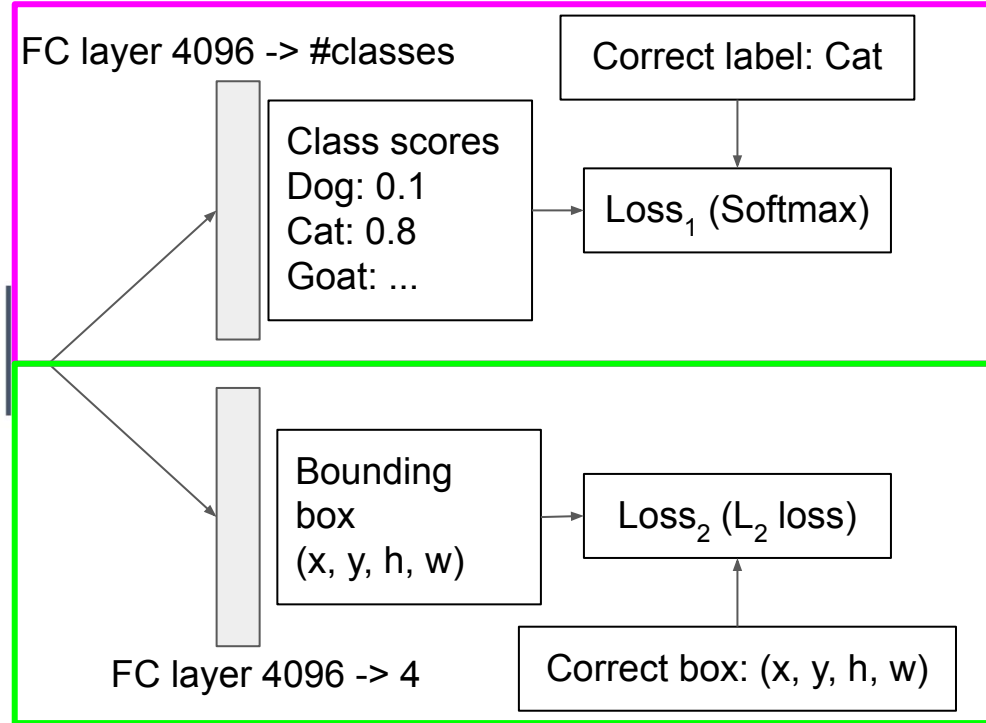 FC layer 4096 -> #classes
Correct label: Cat
Class scores
Dog: 0.1
Cat: 0.8
Goat: ...
Loss₁ (Softmax)
Bounding
box
(x, y, h, w)
Loss₂ (L₂ loss)
FC layer 4096 -> 4
Correct box: (x, y, h, w)